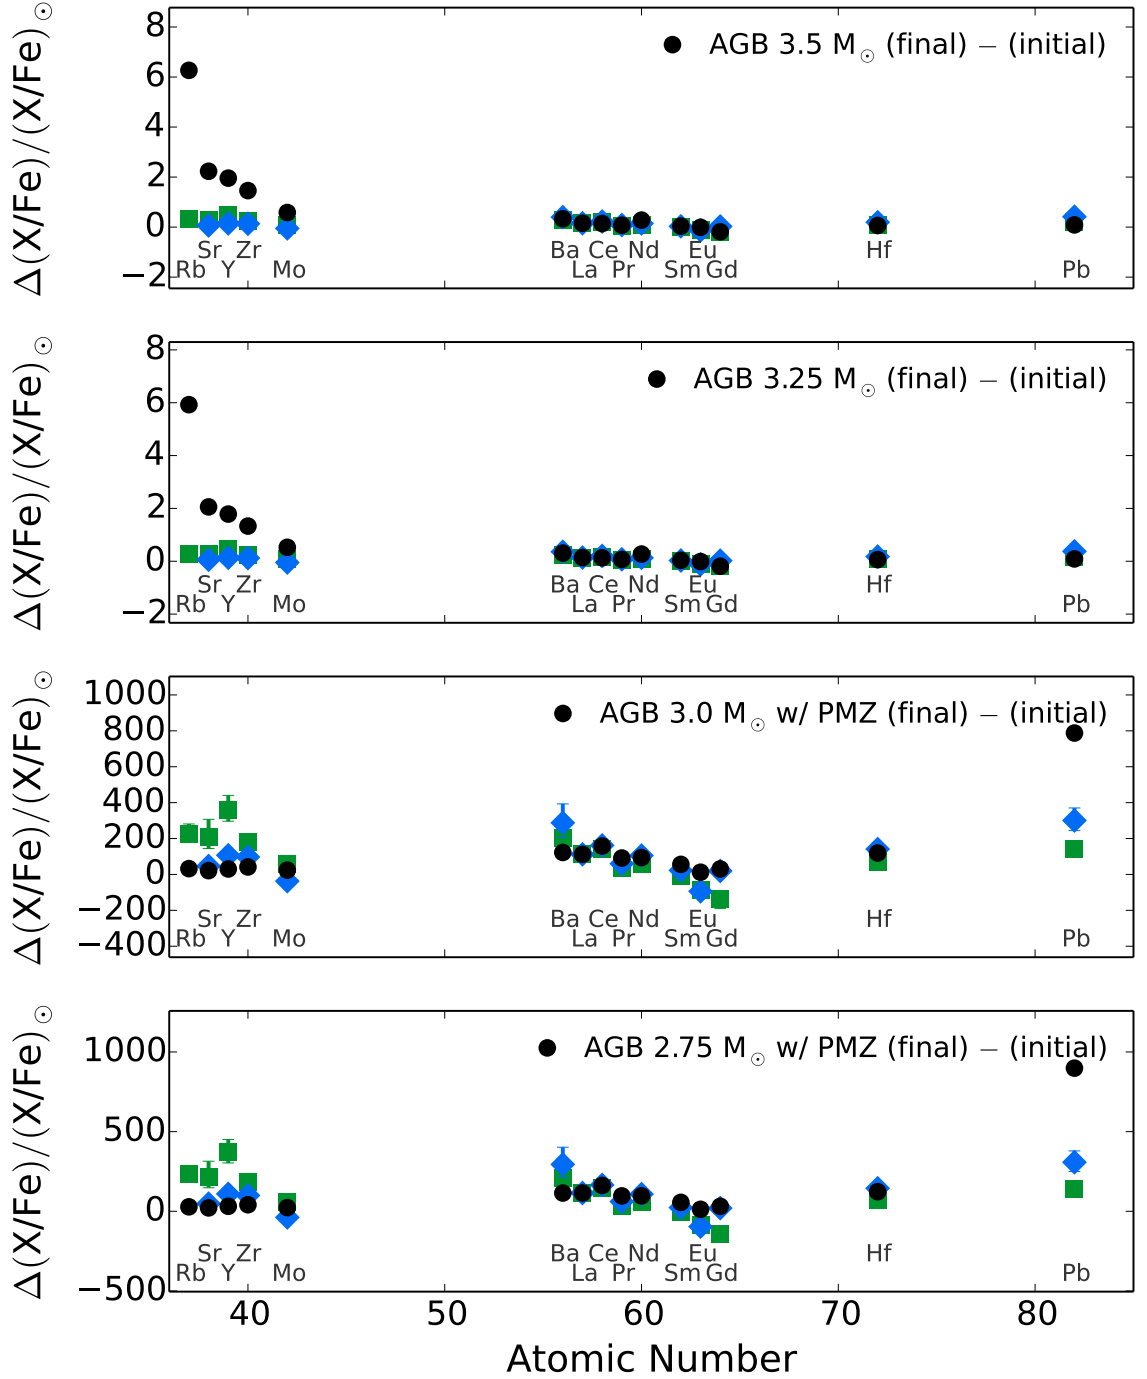 Δ(X/Fe)/(X/Fe)☉
8
6
4
2
0
−2
AGB 3.5 M☉ (final) − (initial)
Sr Zr Ba Ce Nd Eu Hf
Rb Y Mo La Pr Sm Gd Pb
Δ(X/Fe)/(X/Fe)☉
8
6
4
2
0
−2
AGB 3.25 M☉ (final) − (initial)
Sr Zr Ba Ce Nd Eu Hf
Rb Y Mo La Pr Sm Gd Pb
Δ(X/Fe)/(X/Fe)☉
1000
800
600
400
200
0
−200
−400
AGB 3.0 M☉ w/ PMZ (final) − (initial)
Sr Zr Ba Ce Nd Eu Hf
Rb Y Mo La Pr Sm Gd Pb
Δ(X/Fe)/(X/Fe)☉
1000
500
0
−500
AGB 2.75 M☉ w/ PMZ (final) − (initial)
Sr Zr Ba Ce Nd Eu Hf
Rb Y Mo La Pr Sm Gd Pb
40 50 60 70 80
Atomic Number